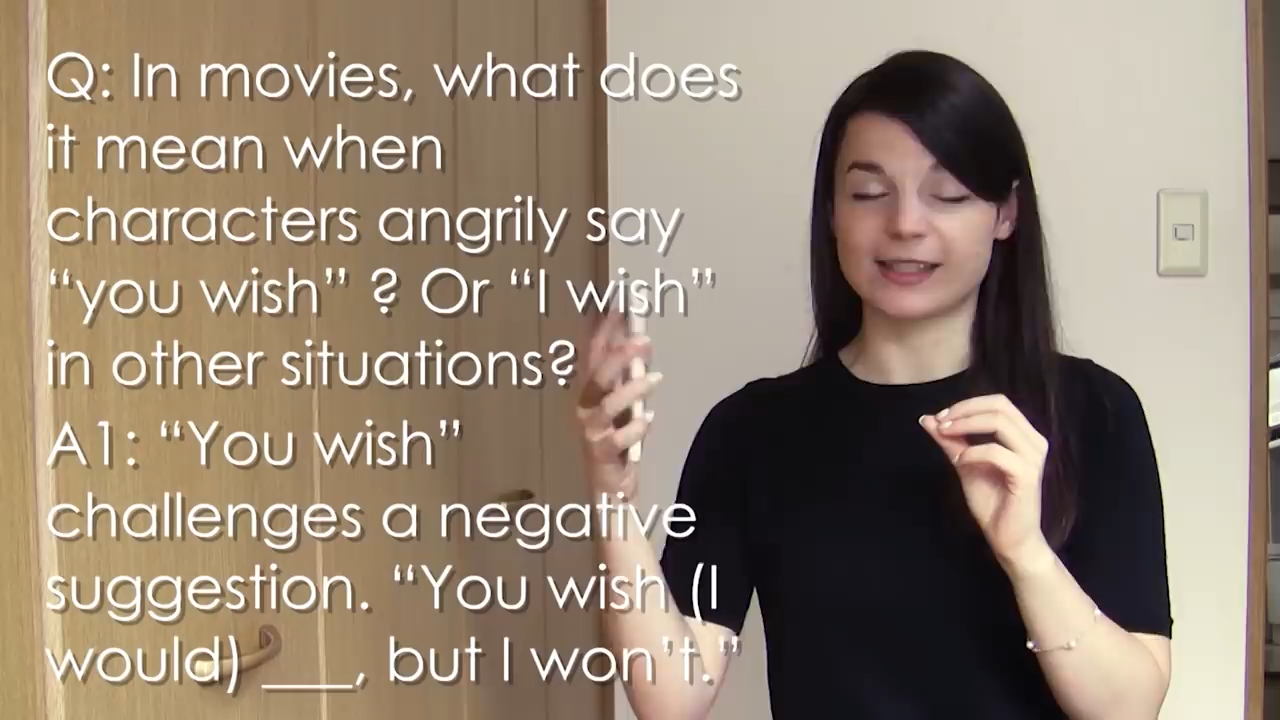 Q: In movies, what does
it mean when
characters angrily say
“you wish” ? Or “I wish”
in other situations?
A1: “You wish”
challenges a negative
suggestion. “You wish (I
would) ___, but I won’t.”